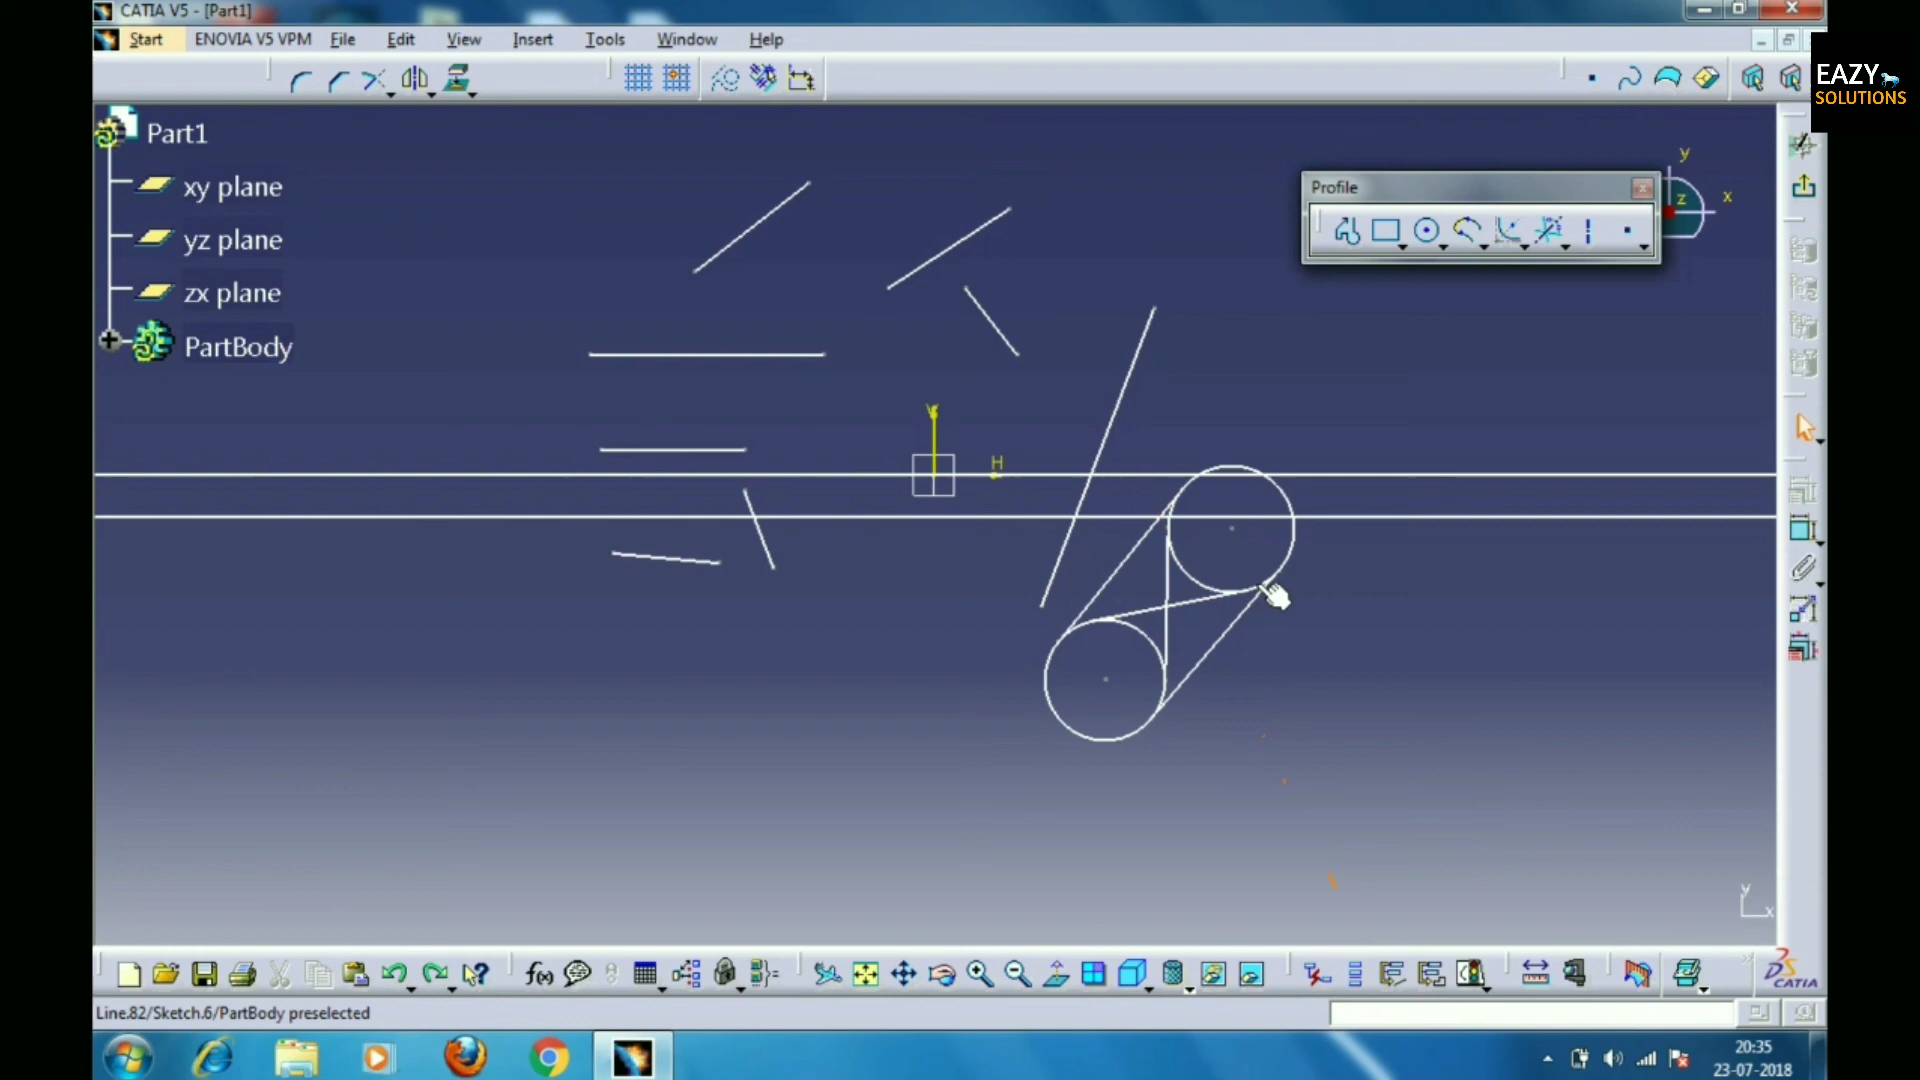 CATIA V5 - [Part1]
Start ENOVIA V5 VPM File Edit View Insert Tools Window Help
EAZY
SOLUTIONS
Part1
xy plane
yz plane
zx plane
PartBody
Profile
y
x
z
V
H
y
x
f(x)
CATIA
Line.82/Sketch.6/PartBody preselected
20:35
23-07-2018